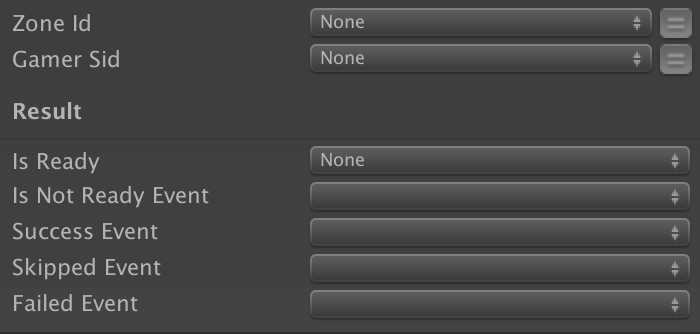 Zone Id None
Gamer Sid None
Result
Is Ready None
Is Not Ready Event
Success Event
Skipped Event
Failed Event